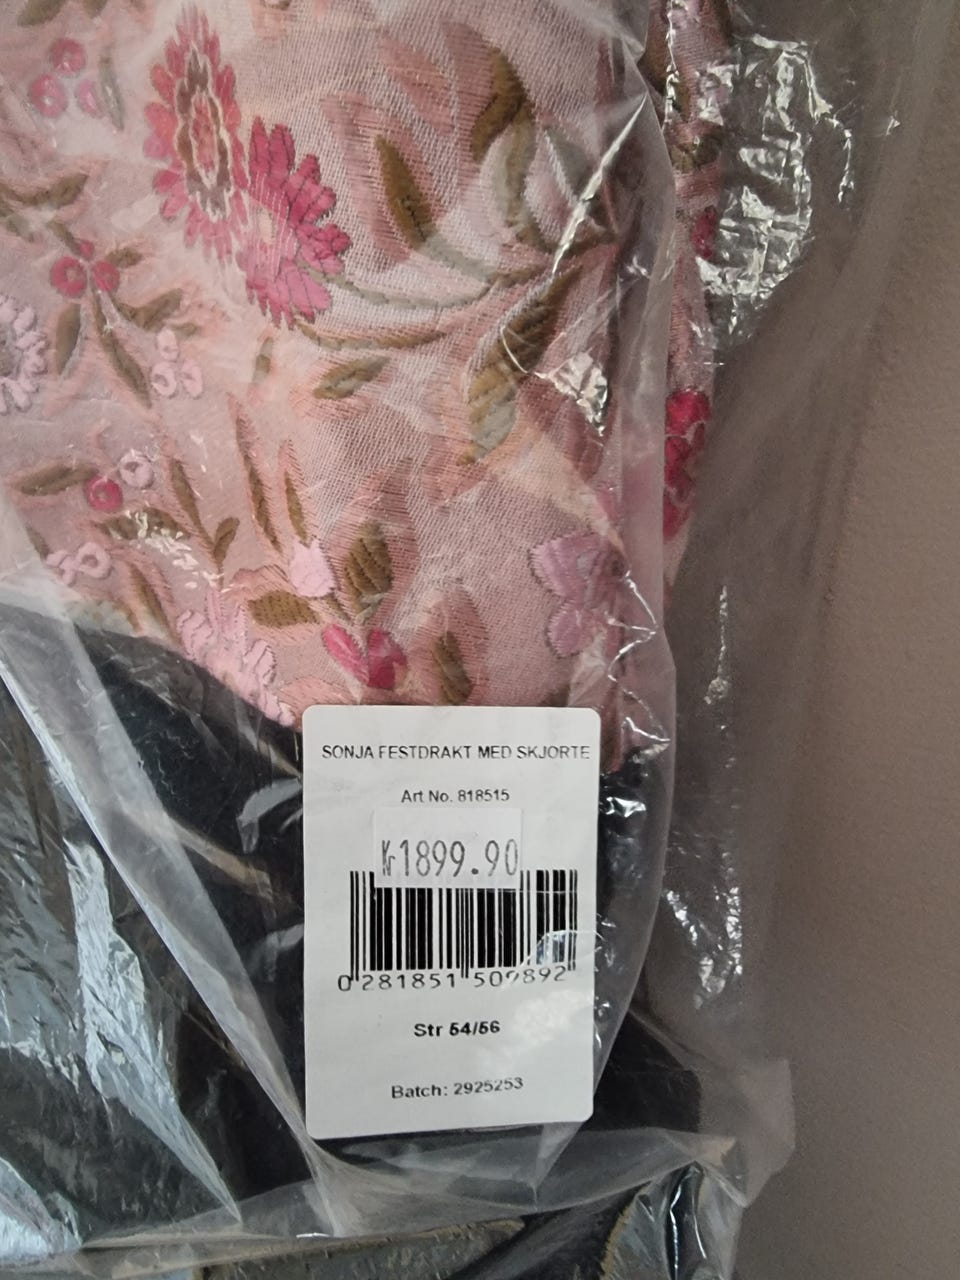 SONJA FESTDRAKT MED SKJORTE
Art No. 818515
Kr1899.90
0 281851 509892
Str 54/56
Batch: 2925253